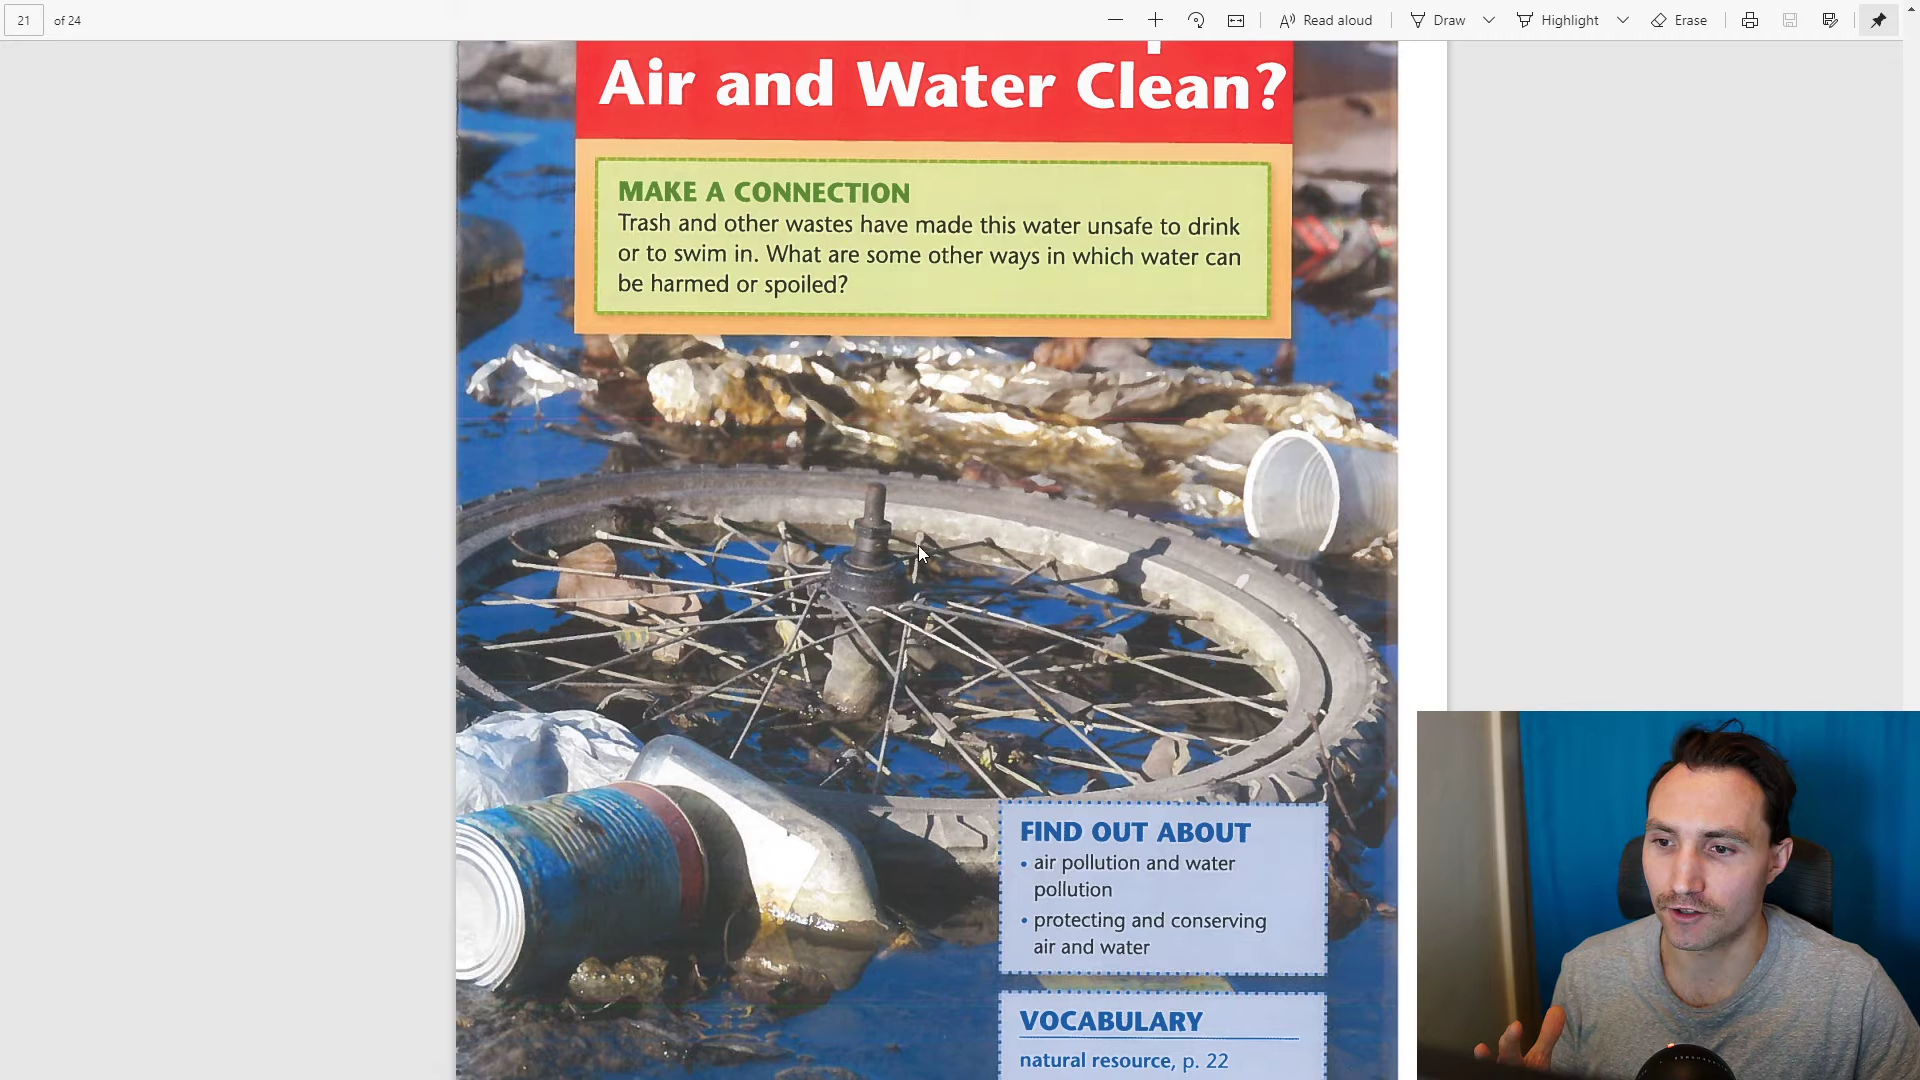 21 of 24
Read aloud
Draw
Highlight
Erase
Air and Water Clean?
MAKE A CONNECTION
Trash and other wastes have made this water unsafe to drink
or to swim in. What are some other ways in which water can
be harmed or spoiled?
FIND OUT ABOUT
• air pollution and water
pollution
• protecting and conserving
air and water
VOCABULARY
natural resource, p. 22